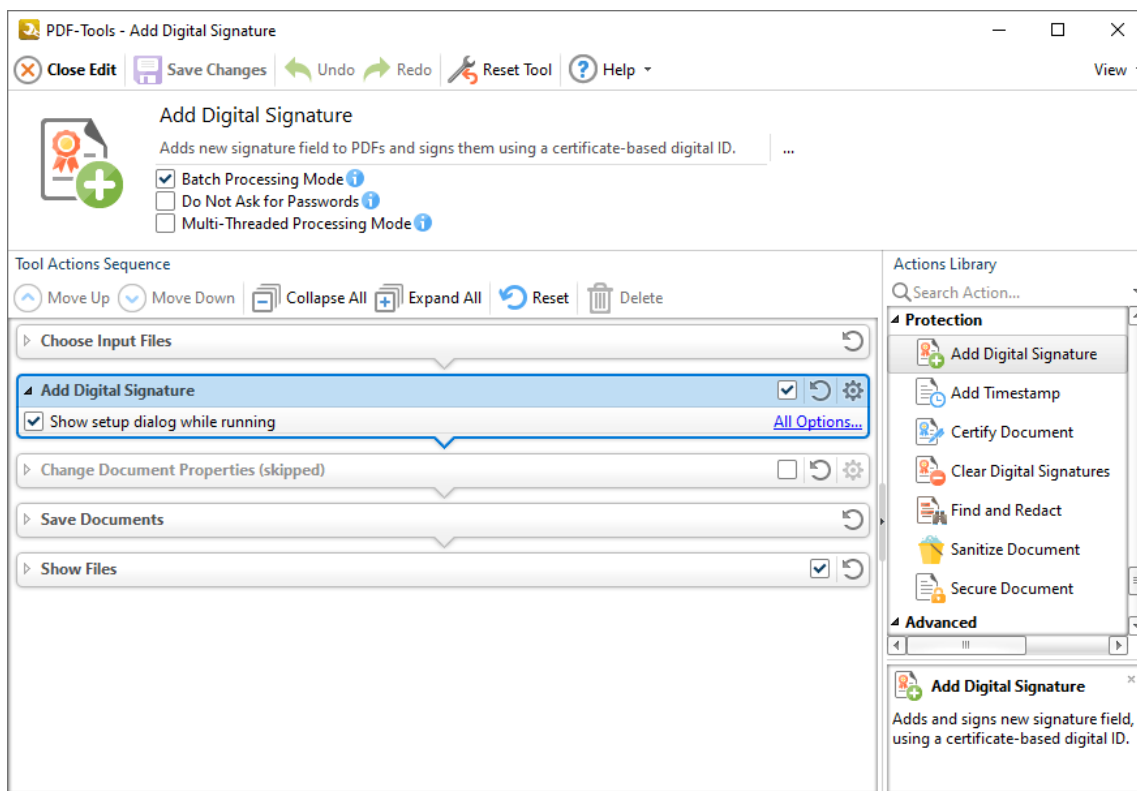 PDF-Tools - Add Digital Signature
Close Edit Save Changes Undo Redo Reset Tool Help View
Add Digital Signature
Adds new signature field to PDFs and signs them using a certificate-based digital ID. ...
Batch Processing Mode
Do Not Ask for Passwords
Multi-Threaded Processing Mode
Tool Actions Sequence
Move Up Move Down Collapse All Expand All Reset Delete
Choose Input Files
Add Digital Signature
Show setup dialog while running All Options...
Change Document Properties (skipped)
Save Documents
Show Files
Actions Library
Search Action...
Protection
Add Digital Signature
Add Timestamp
Certify Document
Clear Digital Signatures
Find and Redact
Sanitize Document
Secure Document
Advanced
Add Digital Signature
Adds and signs new signature field,
using a certificate-based digital ID.